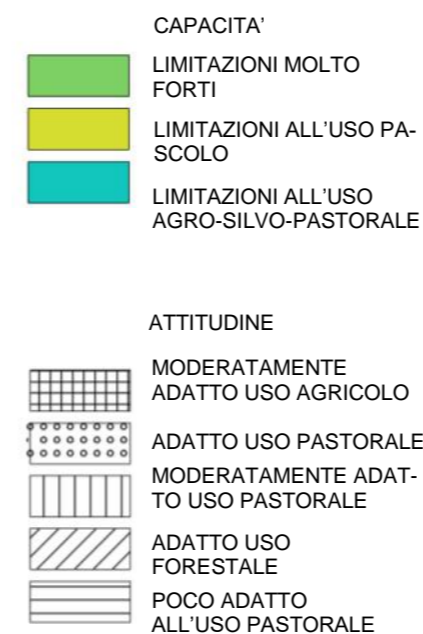 CAPACITA'
LIMITAZIONI MOLTO
FORTI
LIMITAZIONI ALL'USO PA-
SCOLO
LIMITAZIONI ALL'USO
AGRO-SILVO-PASTORALE
ATTITUDINE
MODERATAMENTE
ADATTO USO AGRICOLO
ADATTO USO PASTORALE
MODERATAMENTE ADAT-
TO USO PASTORALE
ADATTO USO
FORESTALE
POCO ADATTO
ALL'USO PASTORALE